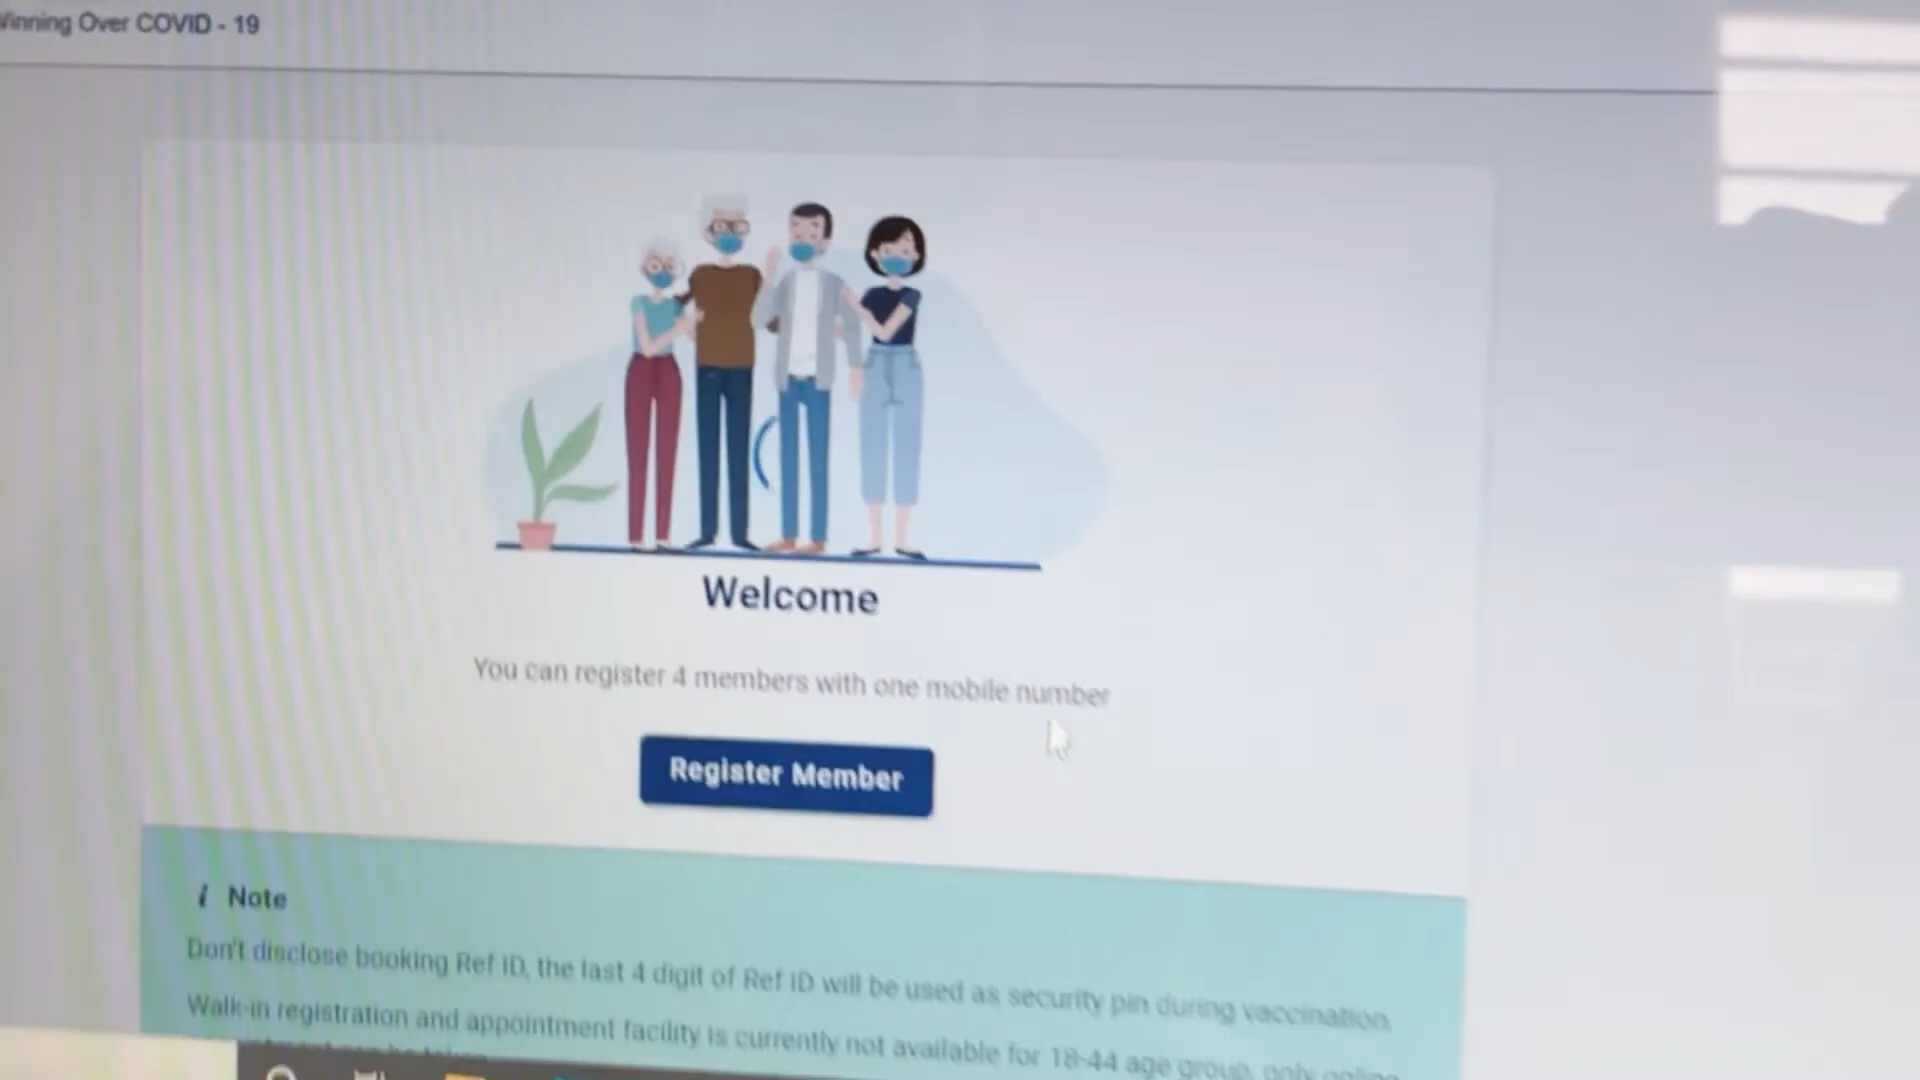 Winning Over COVID - 19
Welcome
You can register 4 members with one mobile number
Register Member
i Note
Don't disclose booking Ref ID, the last 4 digit of Ref ID will be used as security pin during vaccination.
Walk-in registration and appointment facility is currently not available for 18-44 age group, only online